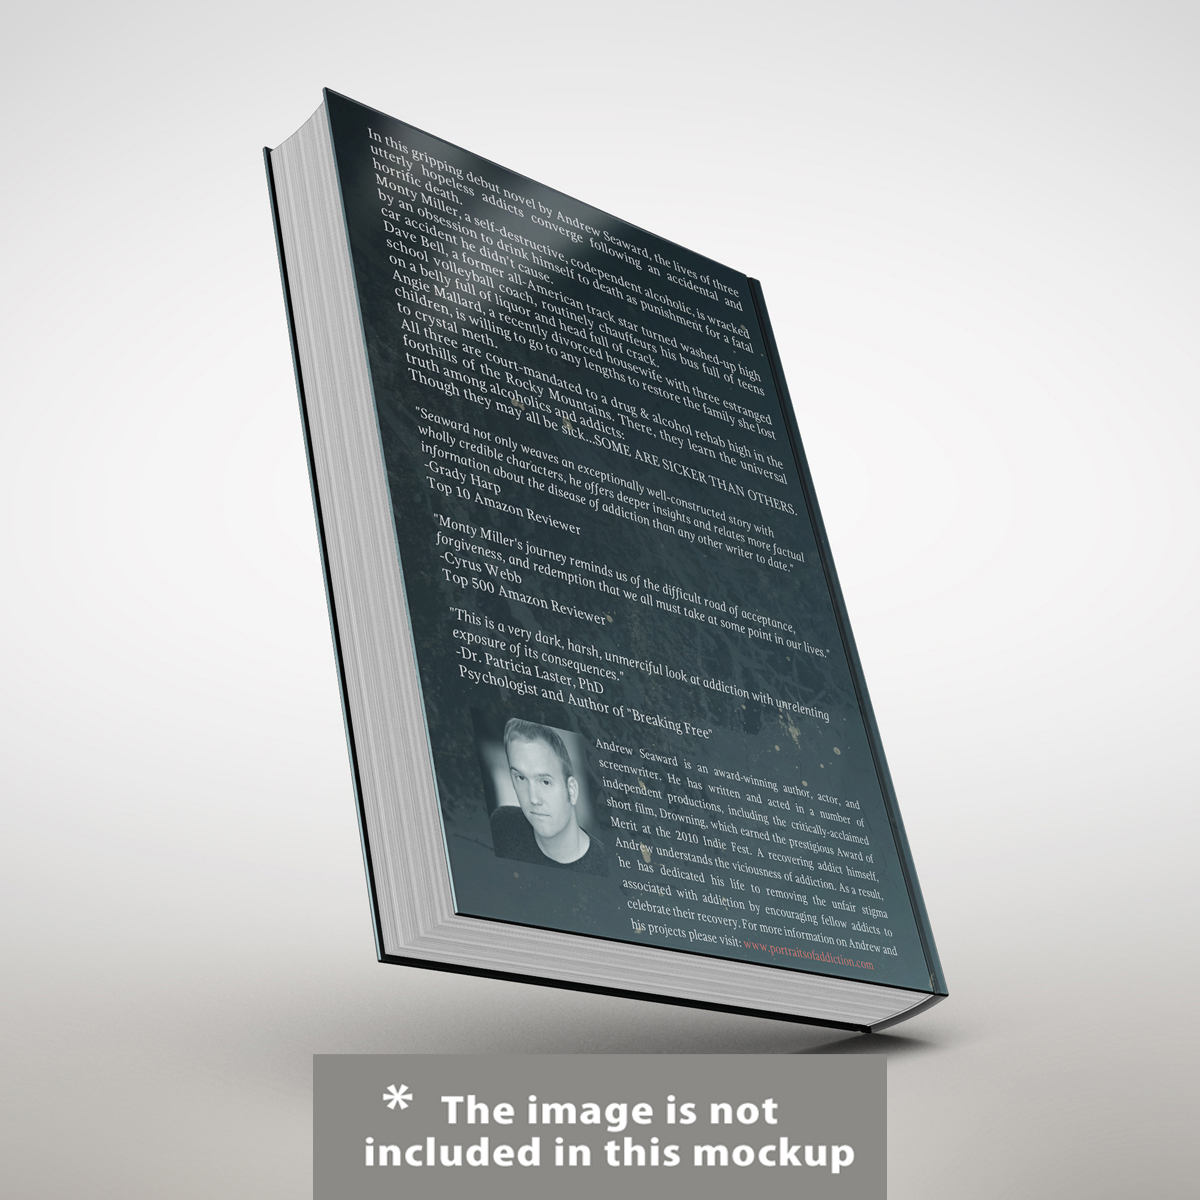 In this gripping debut novel by Andrew Seaward, the lives of three
utterly hopeless addicts converge following an accidental and
horrific death.
Monty Miller, a self-destructive, codependent alcoholic, is wracked
by an obsession to drink himself to death as punishment for a fatal
car accident he didn't cause.
Dave Bell, a former all-American track star turned washed-up high
school volleyball coach, routinely chauffeurs his bus full of teens
on a belly full of liquor and head full of crack.
Angie Mallard, a recently divorced housewife with three estranged
children, is willing to go to any lengths to restore the family she lost
to crystal meth.
All three are court-mandated to a drug & alcohol rehab high in the
foothills of the Rocky Mountains. There, they learn the universal
truth among alcoholics and addicts:
Though they may all be sick...SOME ARE SICKER THAN OTHERS.
"Seaward not only weaves an exceptionally well-constructed story with
wholly credible characters, he offers deeper insights and relates more factual
information about the disease of addiction than any other writer to date."
-Grady Harp
Top 10 Amazon Reviewer
"Monty Miller's journey reminds us of the difficult road of acceptance,
forgiveness, and redemption that we all must take at some point in our lives."
-Cyrus Webb
Top 500 Amazon Reviewer
"This is a very dark, harsh, unmerciful look at addiction with unrelenting
exposure of its consequences."
-Dr. Patricia Laster, PhD
Psychologist and Author of "Breaking Free"
Andrew Seaward is an award-winning author, actor, and
screenwriter. He has written and acted in a number of
independent productions, including the critically-acclaimed
short film, Drowning, which earned the prestigious Award of
Merit at the 2010 Indie Fest. A recovering addict himself,
Andrew understands the viciousness of addiction. As a result,
he has dedicated his life to removing the unfair stigma
associated with addiction by encouraging fellow addicts to
celebrate their recovery. For more information on Andrew and
his projects please visit: www.portraitsofaddiction.com
* The image is not
included in this mockup